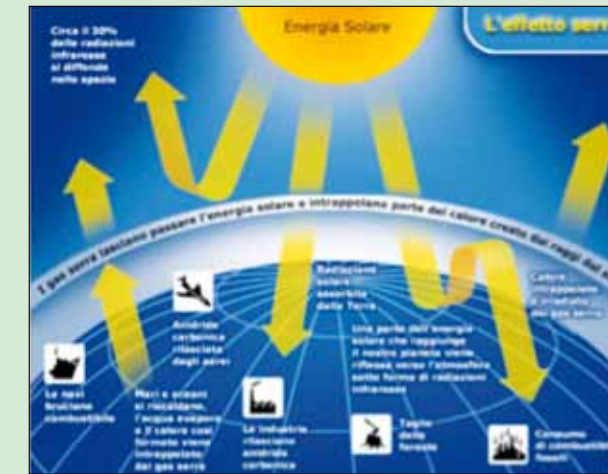 Energia Solare
L'effetto serr
Circa il 30%
delle radiazioni
infrarosse
si diffonde
nello spazio
I gas serra lasciano passare l'energia solare e intrappolano parte del calore creato dai raggi del
Radiazione
solare
assorbita
dalla Terra
Calore
intrappolato
e irradiato
dai gas serra
Anidride
carbonica
rilasciata
dagli aerei
Una parte dell'energia
solare che raggiunge
il nostro pianeta viene
riflessa verso l'atmosfera
sotto forma di radiazioni
infrarosse
Le navi
bruciano
combustibile
Mari e oceani
si riscaldano,
l'acqua evapora
e il calore così
formato viene
intrappolato
dai gas serra
Le industrie
rilasciano
anidride
carbonica
Taglio
delle
foreste
Consumo
di combustibi
fossili